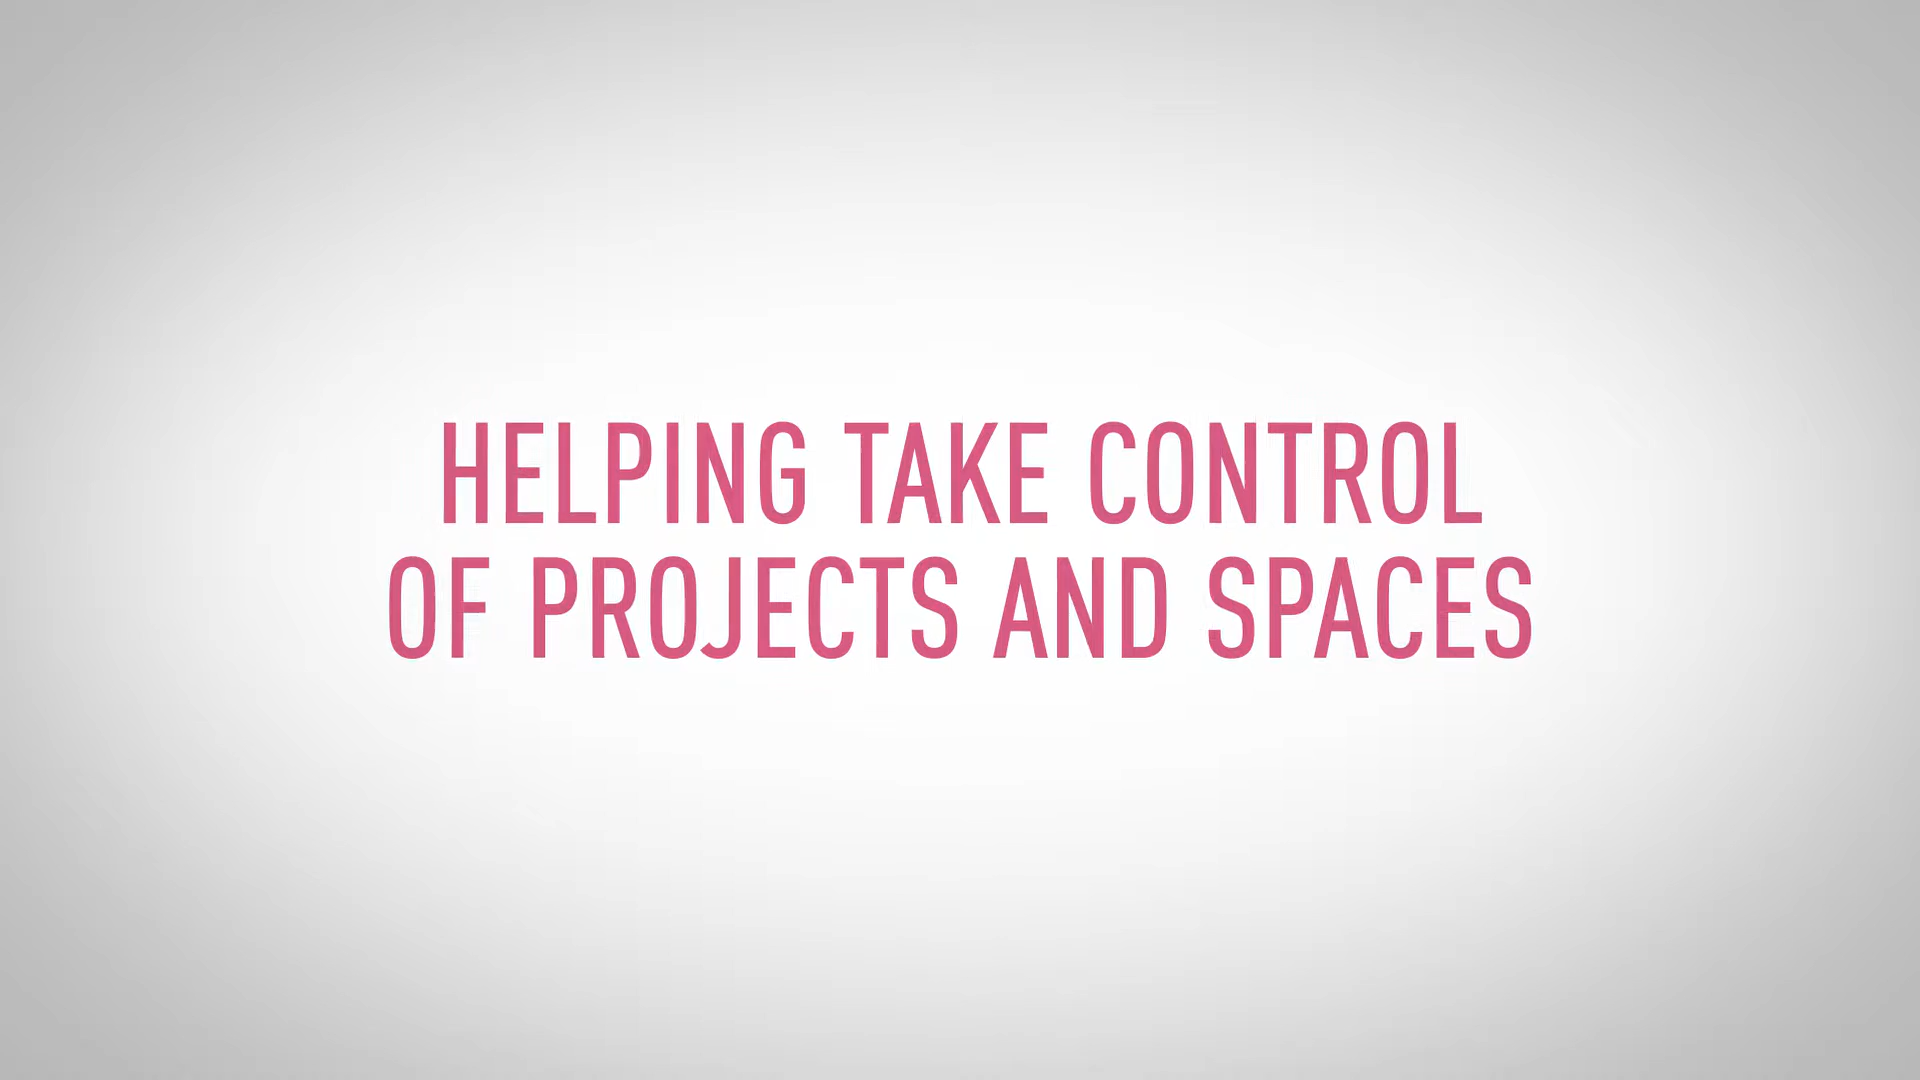 HELPING TAKE CONTROL
OF PROJECTS AND SPACES